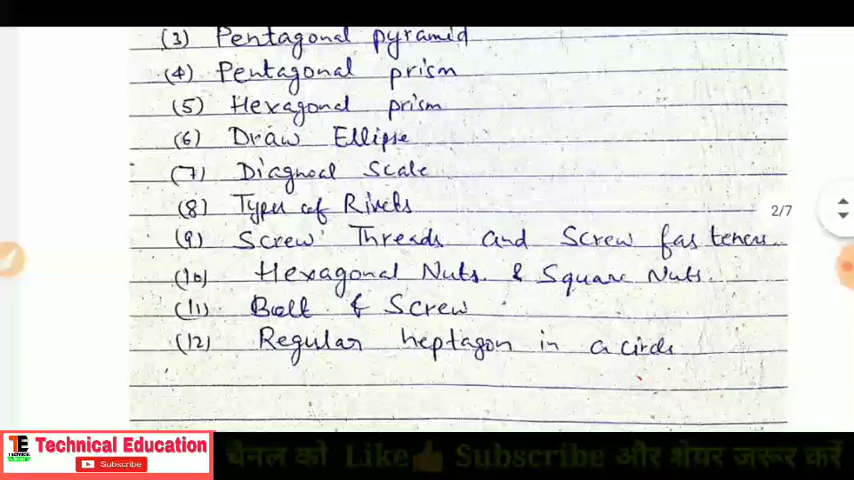 (3) Pentagonal pyramid
(4) Pentagonal prism
(5) Hexagonal prism
(6) Draw Ellipse
(7) Diagnoal Scale
(8) Types of Rivets
2/7
(9) Screw Threads and Screw fasteners.
(10) Hexagonal Nuts & Square Nuts.
(11) Bolt & Screw
(12) Regular heptagon in a circle
TE Technical Education
Subscribe
चैनल को Like Subscribe और शेयर जरूर करें